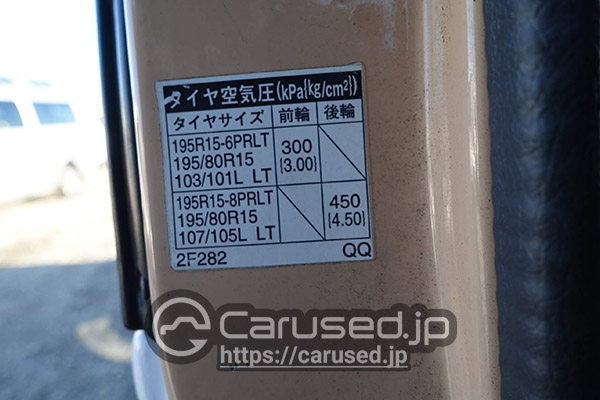 タイヤ空気圧(kPa{kg/cm²})
タイヤサイズ 前輪 後輪
195R15-6PRLT
195/80R15
103/101L LT
300
{3.00}
195R15-8PRLT
195/80R15
107/105L LT
450
{4.50}
2F282 QQ
Carused.jp
https://carused.jp